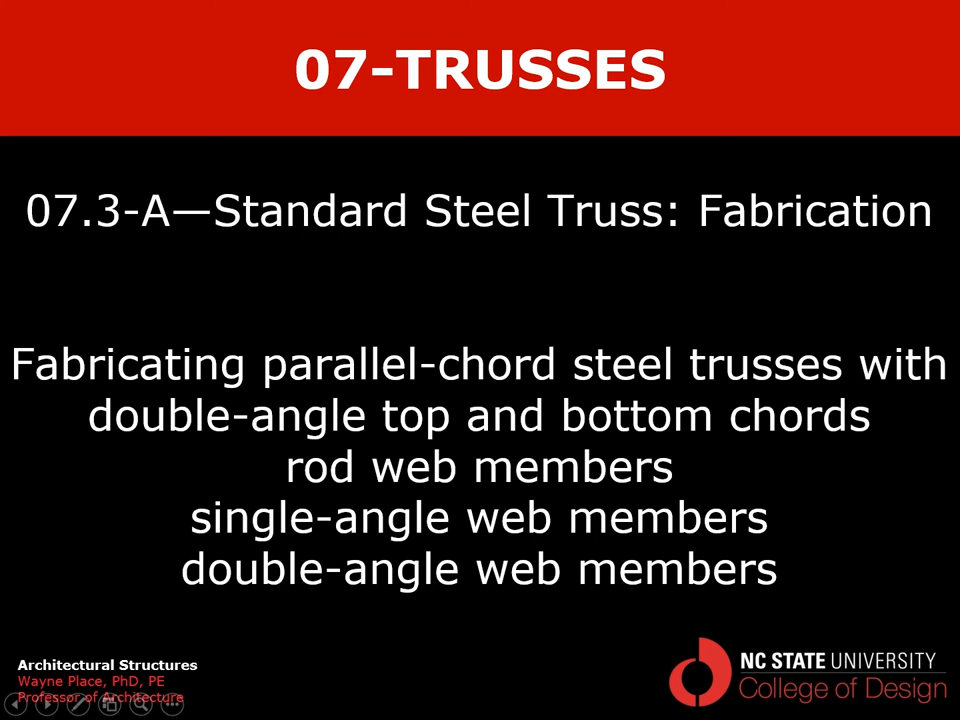 07-TRUSSES
07.3-A—Standard Steel Truss: Fabrication
Fabricating parallel-chord steel trusses with
double-angle top and bottom chords
rod web members
single-angle web members
double-angle web members
Architectural Structures
Wayne Place, PhD, PE
Professor of Architecture
NC STATE UNIVERSITY
College of Design